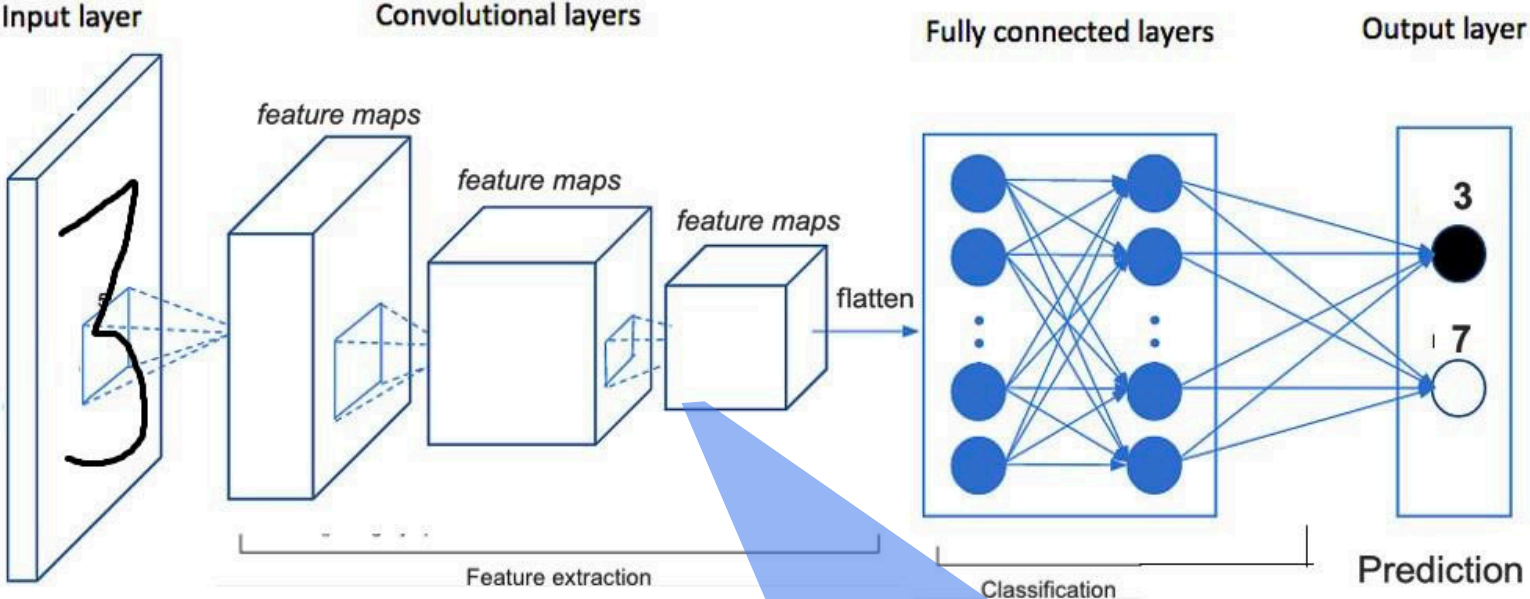 Input layer
Convolutional layers
Fully connected layers
Output layer
feature maps
feature maps
feature maps
flatten
3
7
3
Feature extraction
Classification
Prediction